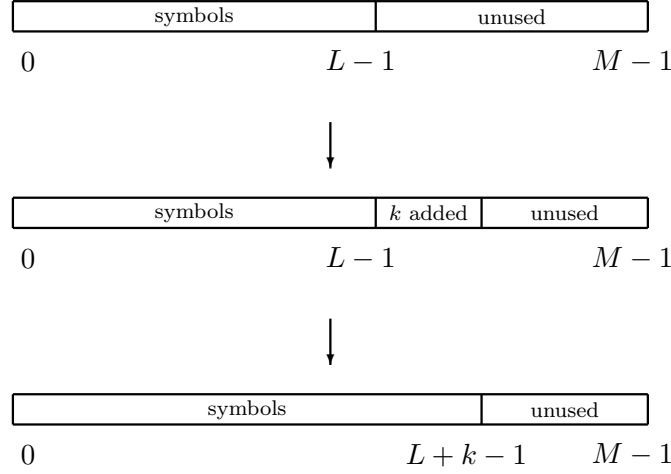 symbols unused
0 L − 1 M − 1
symbols k added unused
0 L − 1 M − 1
symbols unused
0 L + k − 1 M − 1